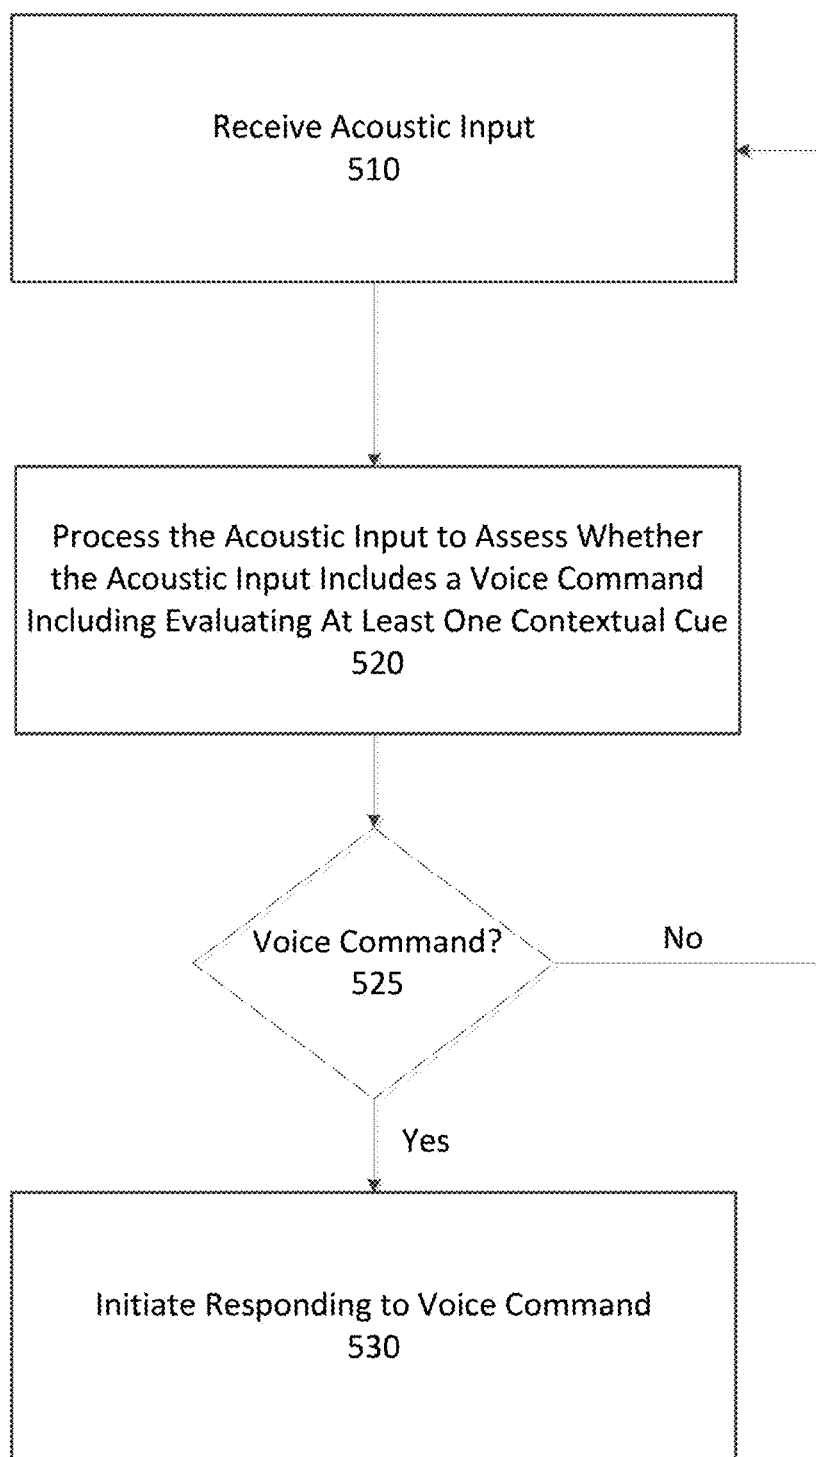 Receive Acoustic Input
510
Process the Acoustic Input to Assess Whether
the Acoustic Input Includes a Voice Command
Including Evaluating At Least One Contextual Cue
520
Voice Command?
525
No
Yes
Initiate Responding to Voice Command
530